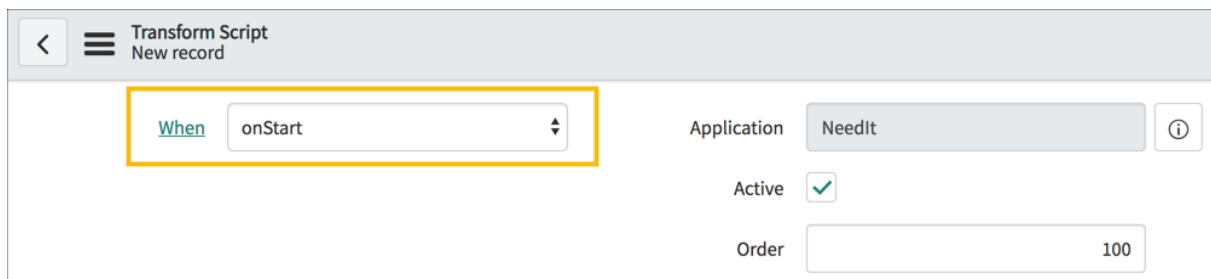 Transform Script
New record
When onStart Application NeedIt
Active
Order 100